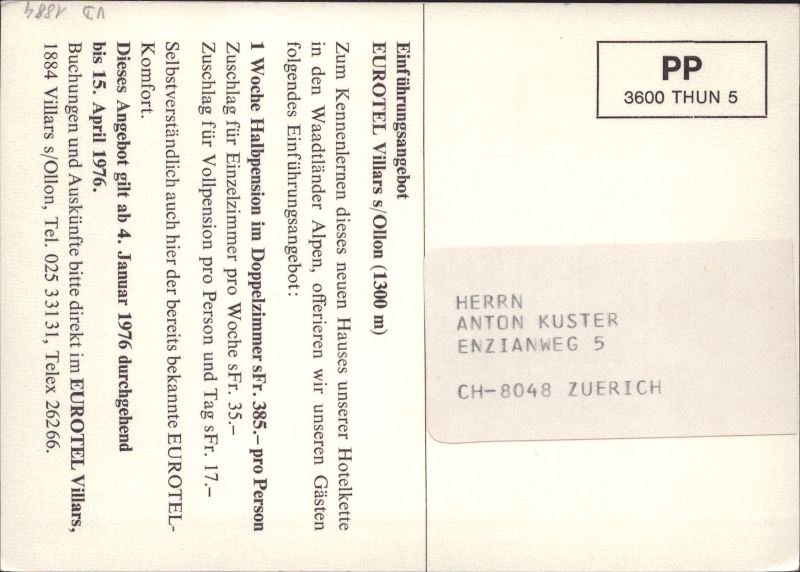 Einführungsangebot
EUROTEL Villars s/Ollon (1300 m)
Zum Kennenlernen dieses neuen Hauses unserer Hotelkette
in den Waadtländer Alpen, offerieren wir unseren Gästen
folgendes Einführungsangebot:
1 Woche Halbpension im Doppelzimmer sFr. 385.– pro Person
Zuschlag für Einzelzimmer pro Woche sFr. 35.–
Zuschlag für Vollpension pro Person und Tag sFr. 17.–
Selbstverständlich auch hier der bereits bekannte EUROTEL-
Komfort.
Dieses Angebot gilt ab 4. Januar 1976 durchgehend
bis 15. April 1976.
Buchungen und Auskünfte bitte direkt im EUROTEL Villars,
1884 Villars s/Ollon, Tel. 025 33131, Telex 26266.
VD 1884
PP
3600 THUN 5
HERRN
ANTON KUSTER
ENZIANWEG 5
CH-8048 ZUERICH